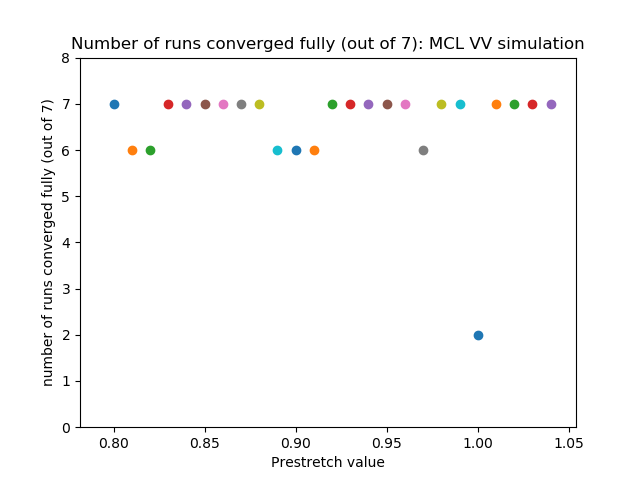 Number of runs converged fully (out of 7): MCL VV simulation
number of runs converged fully (out of 7)
8
7
6
5
4
3
2
1
0
0.80 0.85 0.90 0.95 1.00 1.05
Prestretch value